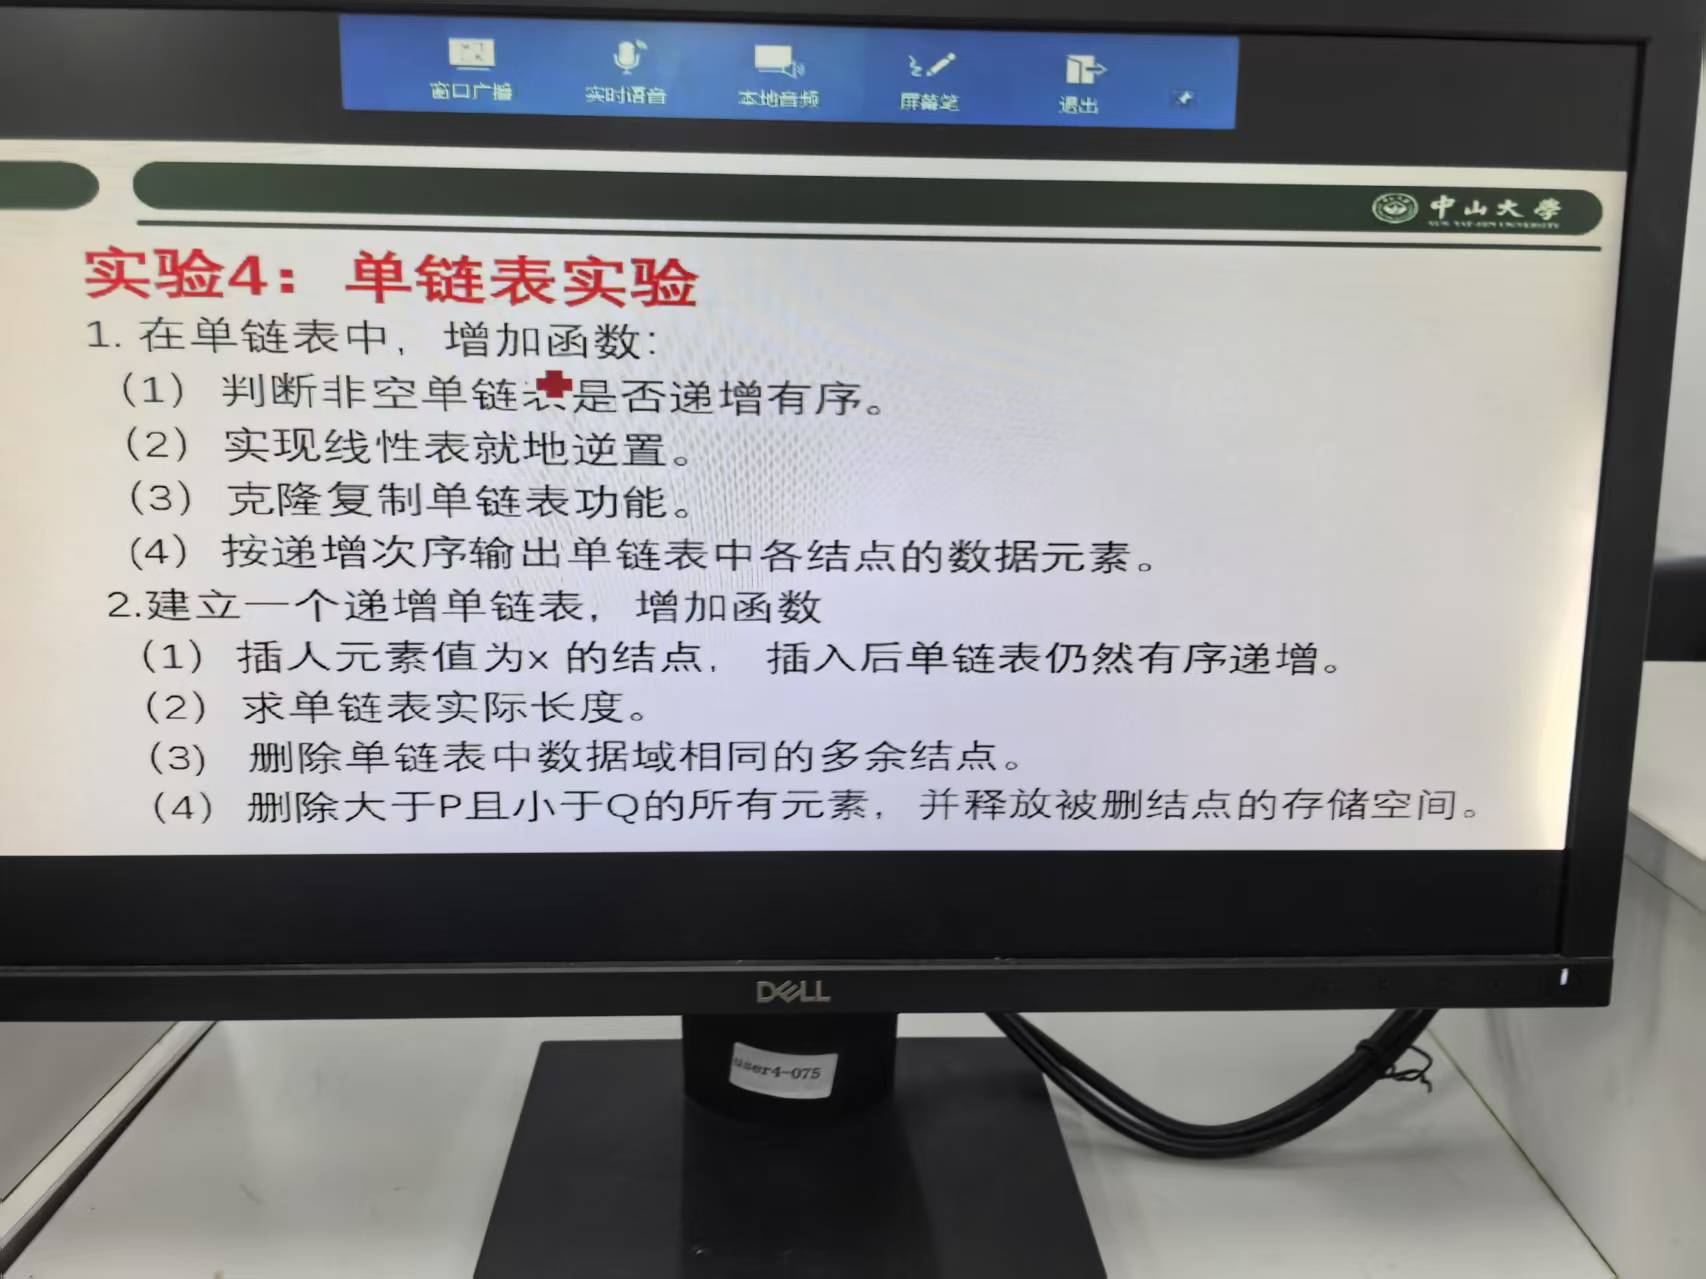 窗口广播 实时语音 本地音频 屏幕笔 退出
中山大學
SUN YAT-SEN UNIVERSITY
实验4：单链表实验
1. 在单链表中，增加函数：
（1） 判断非空单链表是否递增有序。
（2） 实现线性表就地逆置。
（3） 克隆复制单链表功能。
（4） 按递增次序输出单链表中各结点的数据元素。
2.建立一个递增单链表，增加函数
（1） 插人元素值为x 的结点， 插入后单链表仍然有序递增。
（2） 求单链表实际长度。
（3） 删除单链表中数据域相同的多余结点。
（4） 删除大于P且小于Q的所有元素，并释放被删结点的存储空间。
DELL
user4-075